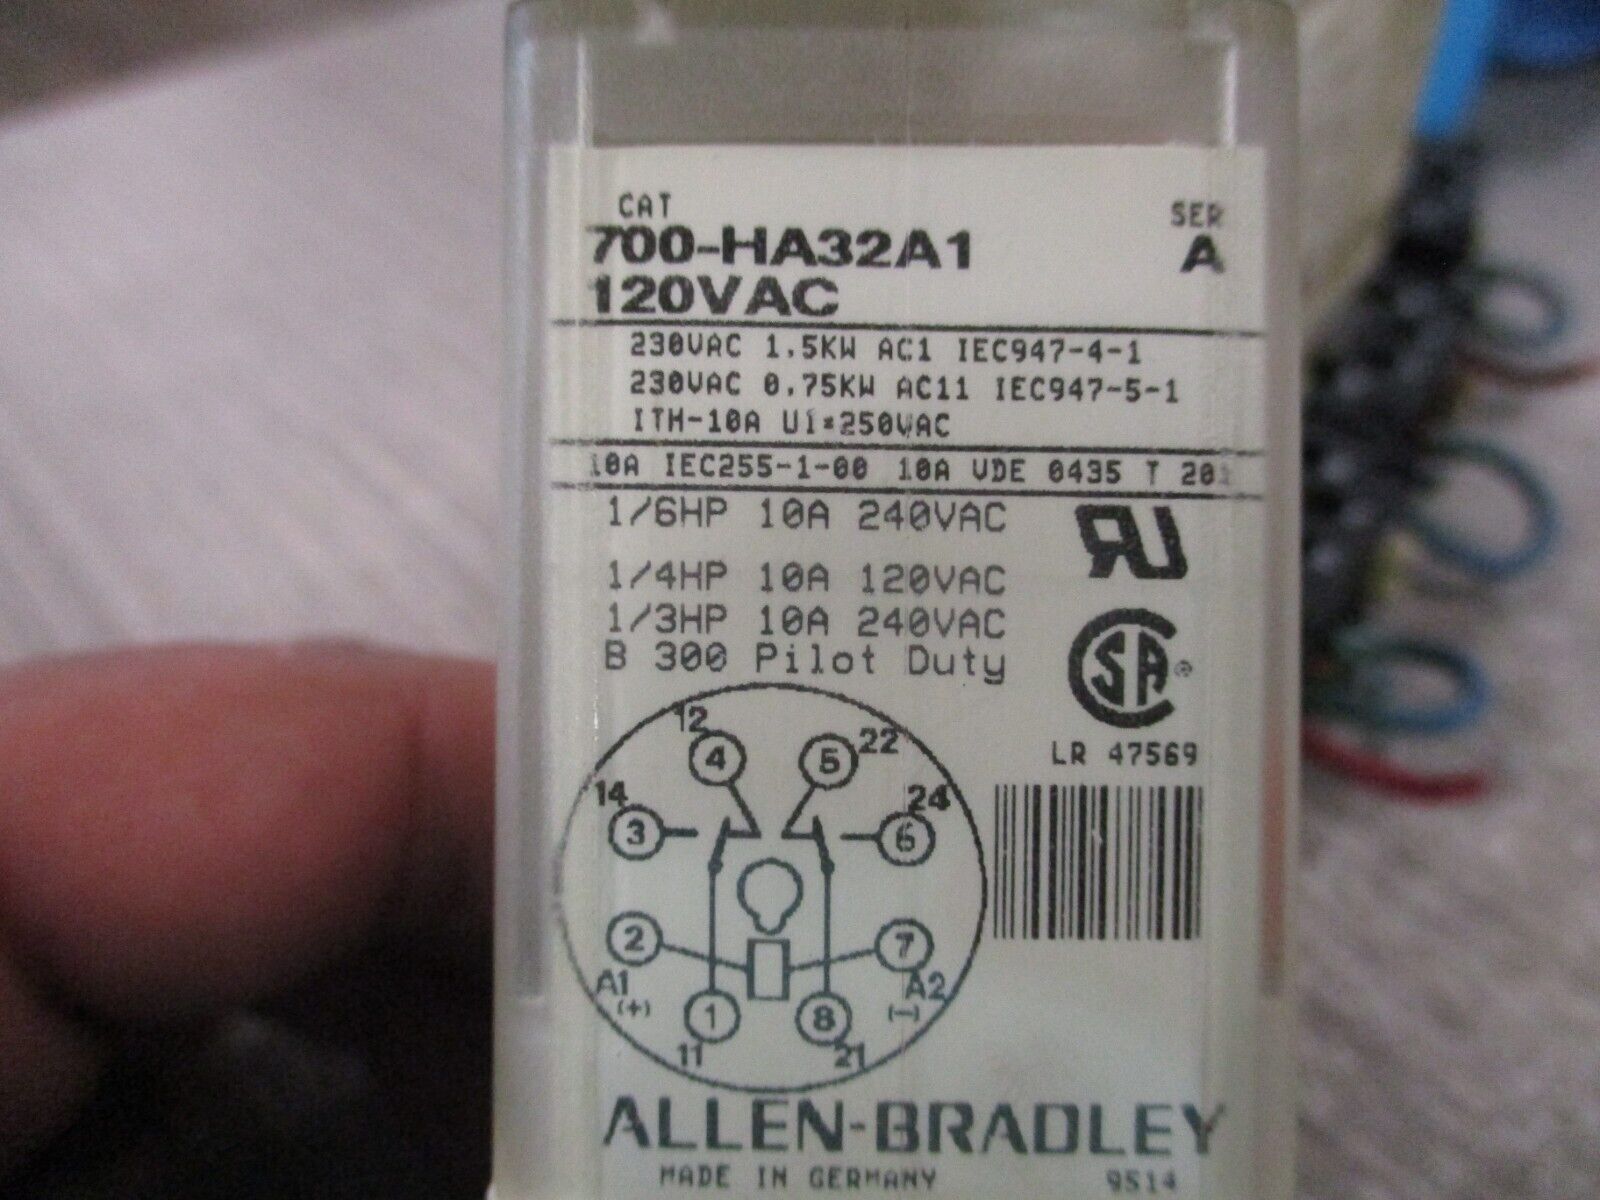 CAT SER
700-HA32A1 A
120VAC
230VAC 1.5KW AC1 IEC947-4-1
230VAC 0.75KW AC11 IEC947-5-1
ITH-10A UI=250VAC
10A IEC255-1-00 10A VDE 0435 T 201
1/6HP 10A 240VAC
RU
1/4HP 10A 120VAC
1/3HP 10A 240VAC
B 300 Pilot Duty
SA ®
LR 47569
12 22
4 5
14 24
3 6
2 7
A1 A2
(+) (-)
1 8
11 21
ALLEN-BRADLEY
MADE IN GERMANY 9514